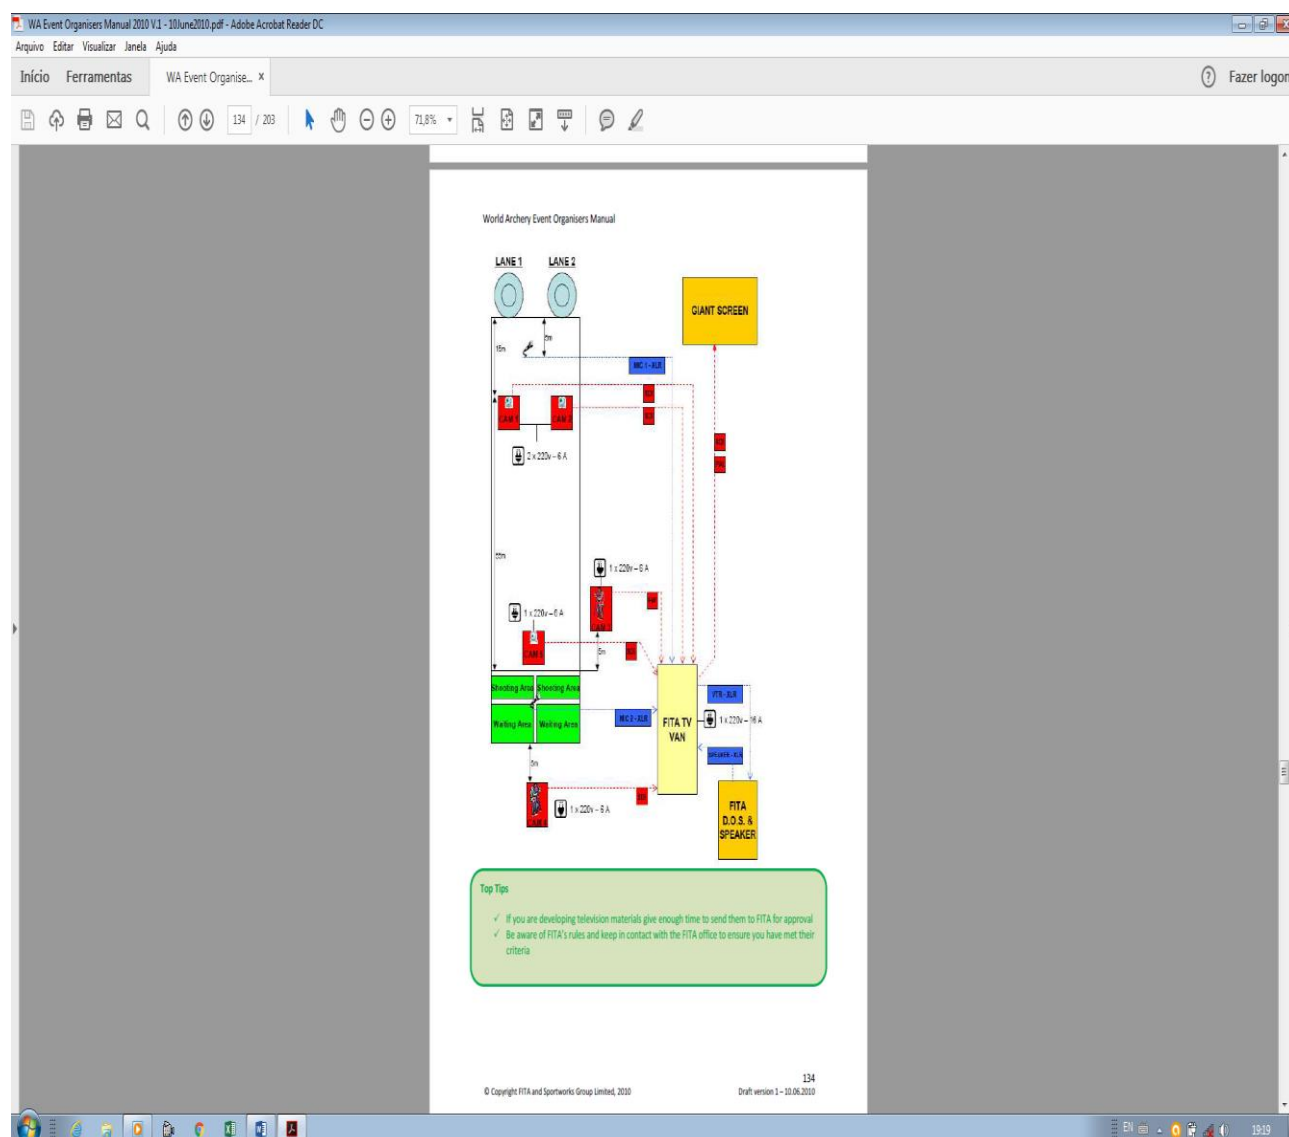 WA Event Organisers Manual 2010 V.1 - 10June2010.pdf - Adobe Acrobat Reader DC
Arquivo Editar Visualizar Janela Ajuda
Início Ferramentas WA Event Organise... x Fazer logon
134 / 203 71,8%
World Archery Event Organisers Manual
LANE 1 LANE 2
GIANT SCREEN
15m
5m
MIC 1 - XLR
CAM 1
2 x 220v – 6 A
1 x 220v – 6 A
1 x 220v – 6 A
5m
Shooting Area Shooting Area
Waiting Area Waiting Area
MIC 2 - XLR
FITA TV
VAN
VTR - XLR
1 x 220v – 16 A
SPEAKER - XLR
5m
1 x 220v – 6 A
FITA
D.O.S. &
SPEAKER
Top Tips
✓ If you are developing television materials give enough time to send them to FITA for approval
✓ Be aware of FITA's rules and keep in contact with the FITA office to ensure you have met their
criteria
134
© Copyright FITA and Sportworks Group Limited, 2010 Draft version 1 – 10.06.2010
EN 19:19